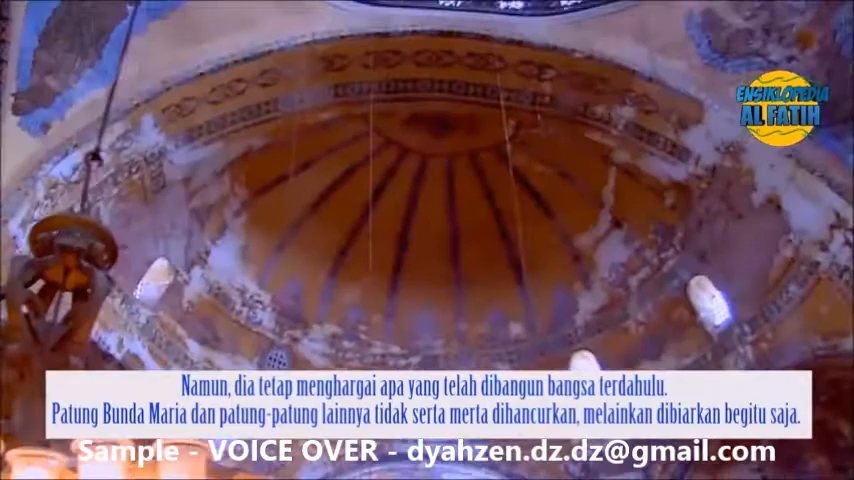 ENSIKLOPEDIA
AL FATIH
Namun, dia tetap menghargai apa yang telah dibangun bangsa terdahulu.
Patung Bunda Maria dan patung-patung lainnya tidak serta merta dihancurkan, melainkan dibiarkan begitu saja.
Sample - VOICE OVER - dyahzen.dz.dz@gmail.com